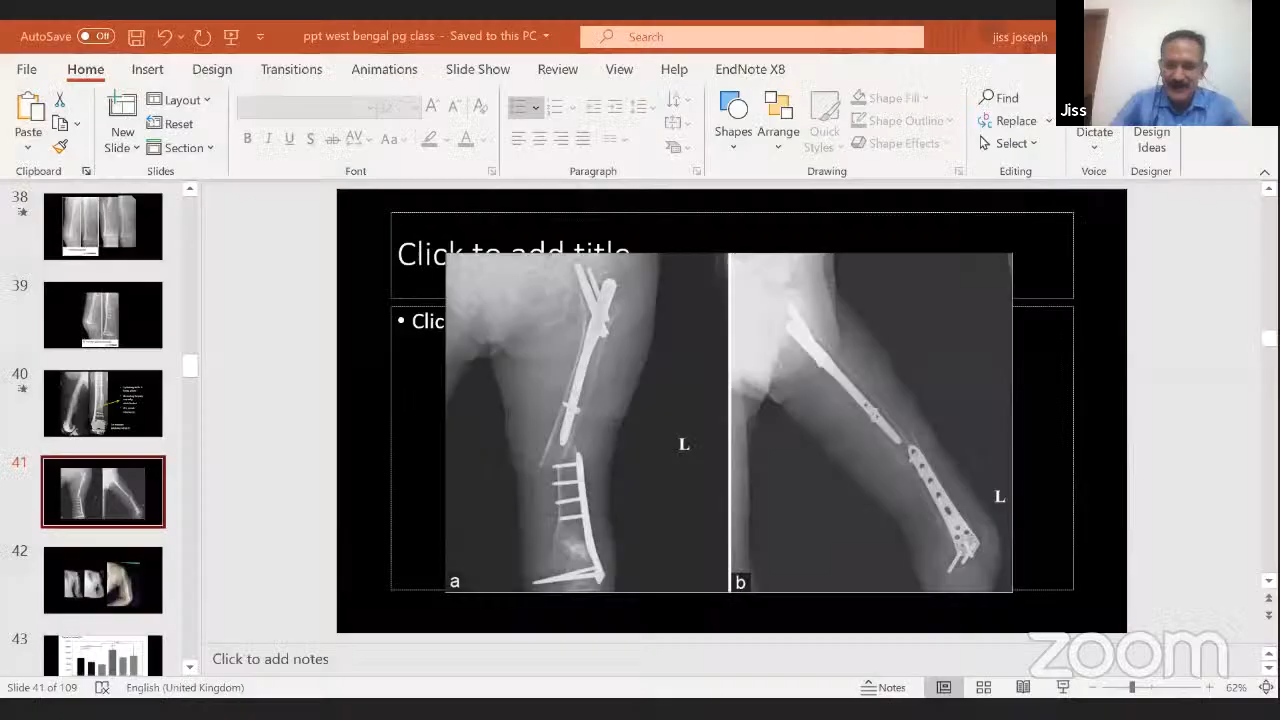 AutoSave Off ppt west bengal pg class - Saved to this PC Search jiss joseph
File Home Insert Design Transitions Animations Slide Show Review View Help EndNote X8
Jiss
Paste
New
Slide
Layout
Reset
Section
B I U S ab AV Aa A
Shapes
Arrange
Quick
Styles
Shape Fill
Shape Outline
Shape Effects
Find
Replace
Select
Dictate
Design
Ideas
Clipboard Slides Font Paragraph Drawing Editing Voice Designer
38
39
40
41
42
43
Click to add title
• Clic
L
L
a
b
zoom
Click to add notes
Slide 41 of 109 English (United Kingdom) Notes 62%